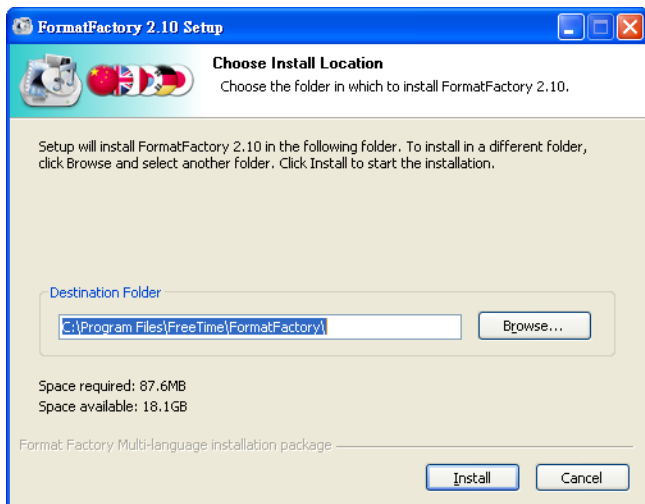 FormatFactory 2.10 Setup
Choose Install Location
Choose the folder in which to install FormatFactory 2.10.
Setup will install FormatFactory 2.10 in the following folder. To install in a different folder,
click Browse and select another folder. Click Install to start the installation.
Destination Folder
C:\Program Files\FreeTime\FormatFactory\
Browse...
Space required: 87.6MB
Space available: 18.1GB
Format Factory Multi-language installation package
Install
Cancel